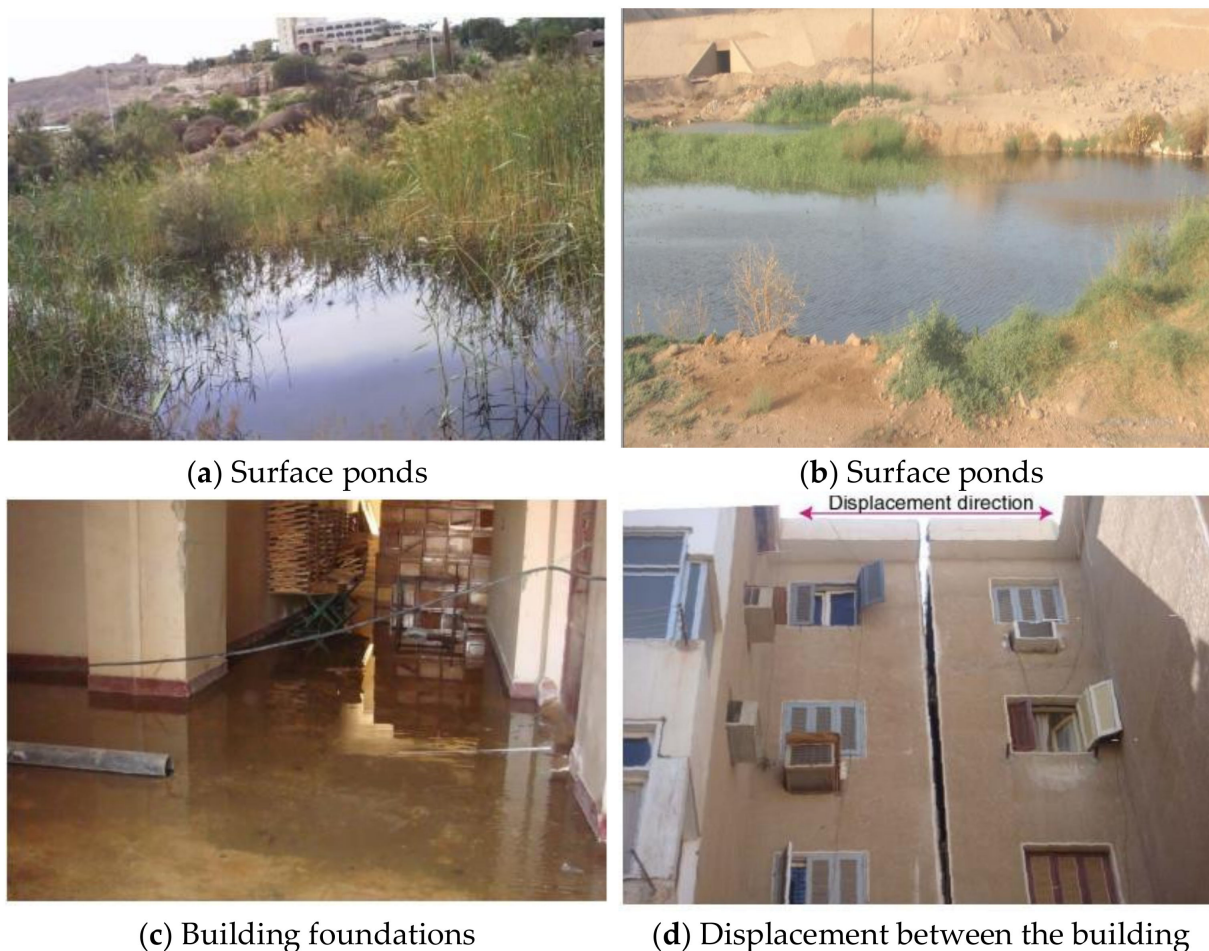 (a) Surface ponds
(b) Surface ponds
Displacement direction
(c) Building foundations
(d) Displacement between the building